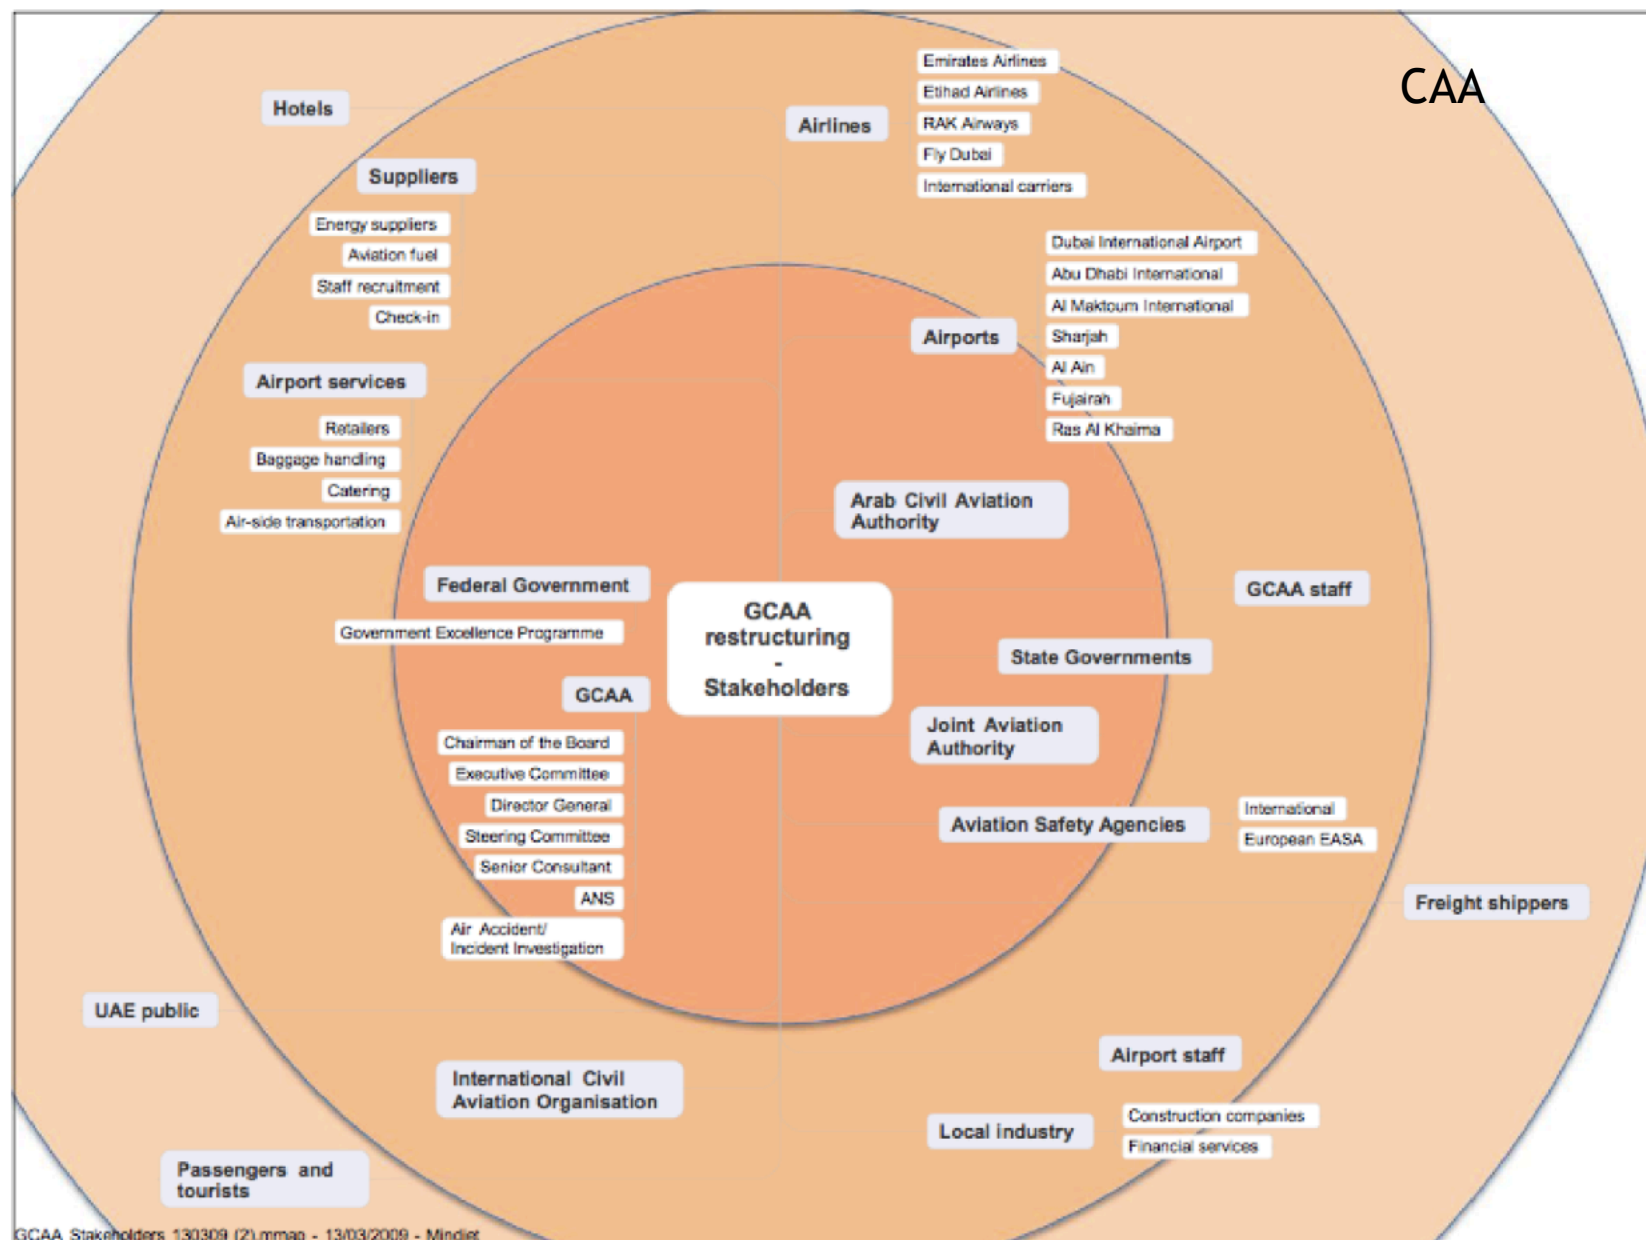 CAA
Hotels
Suppliers
Energy suppliers
Aviation fuel
Staff recruitment
Check-in
Airport services
Retailers
Baggage handling
Catering
Air-side transportation
Federal Government
Government Excellence Programme
GCAA
Chairman of the Board
Executive Committee
Director General
Steering Committee
Senior Consultant
ANS
Air Accident/
Incident Investigation
UAE public
International Civil
Aviation Organisation
Passengers and
tourists
GCAA
restructuring
-
Stakeholders
Airlines
Emirates Airlines
Etihad Airlines
RAK Airways
Fly Dubai
International carriers
Airports
Dubai International Airport
Abu Dhabi International
Al Maktoum International
Sharjah
Al Ain
Fujairah
Ras Al Khaima
Arab Civil Aviation
Authority
GCAA staff
State Governments
Joint Aviation
Authority
Aviation Safety Agencies
International
European EASA
Freight shippers
Airport staff
Local industry
Construction companies
Financial services
GCAA Stakeholders 130309 (2).mmap - 13/03/2009 - Mindjet